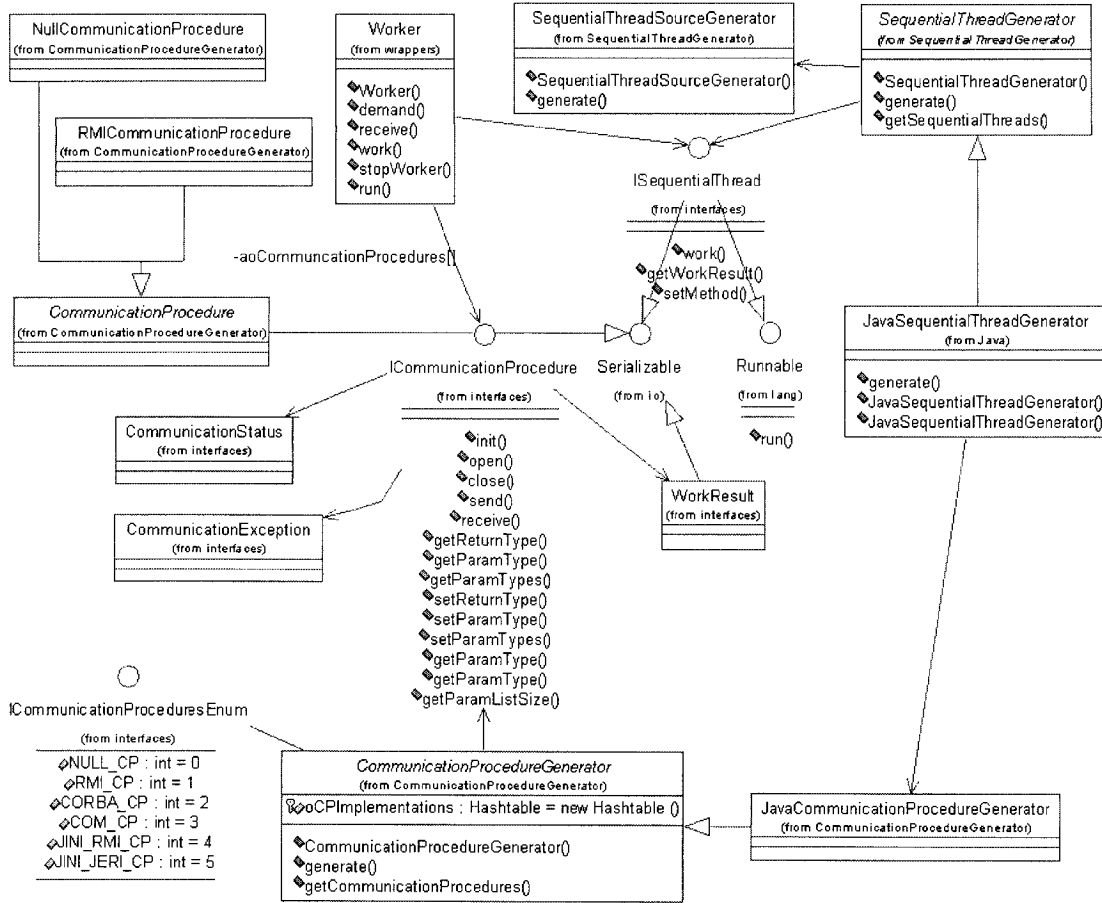 NullCommunicationProcedure
(from CommunicationProcedureGenerator)
RMICommunicationProcedure
(from CommunicationProcedureGenerator)
Worker
(from wrappers)
Worker()
demand()
receive()
work()
stopWorker()
run()
SequentialThreadSourceGenerator
(from SequentialThreadGenerator)
SequentialThreadSourceGenerator()
generate()
SequentialThreadGenerator
(from Sequential Thread Generator)
SequentialThreadGenerator()
generate()
getSequentialThreads()
ISequentialThread
(from interfaces)
work()
getWorkResult()
setMethod()
-aoCommuncationProcedures[]
CommunicationProcedure
(from CommunicationProcedureGenerator)
ICommunicationProcedure
(from interfaces)
init()
open()
close()
send()
receive()
getReturnType()
getParamType()
getParamTypes()
setReturnType()
setParamType()
setParamTypes()
getParamType()
getParamType()
getParamListSize()
Serializable
(from io)
Runnable
(from lang)
run()
JavaSequentialThreadGenerator
(from Java)
generate()
JavaSequentialThreadGenerator()
JavaSequentialThreadGenerator()
CommunicationStatus
(from interfaces)
CommunicationException
(from interfaces)
WorkResult
(from interfaces)
ICommunicationProceduresEnum
(from interfaces)
NULL_CP : int = 0
RMI_CP : int = 1
CORBA_CP : int = 2
COM_CP : int = 3
JINI_RMI_CP : int = 4
JINI_JERI_CP : int = 5
CommunicationProcedureGenerator
(from CommunicationProcedureGenerator)
oCPImplementations : Hashtable = new Hashtable ()
CommunicationProcedureGenerator()
generate()
getCommunicationProcedures()
JavaCommunicationProcedureGenerator
(from CommunicationProcedureGenerator)